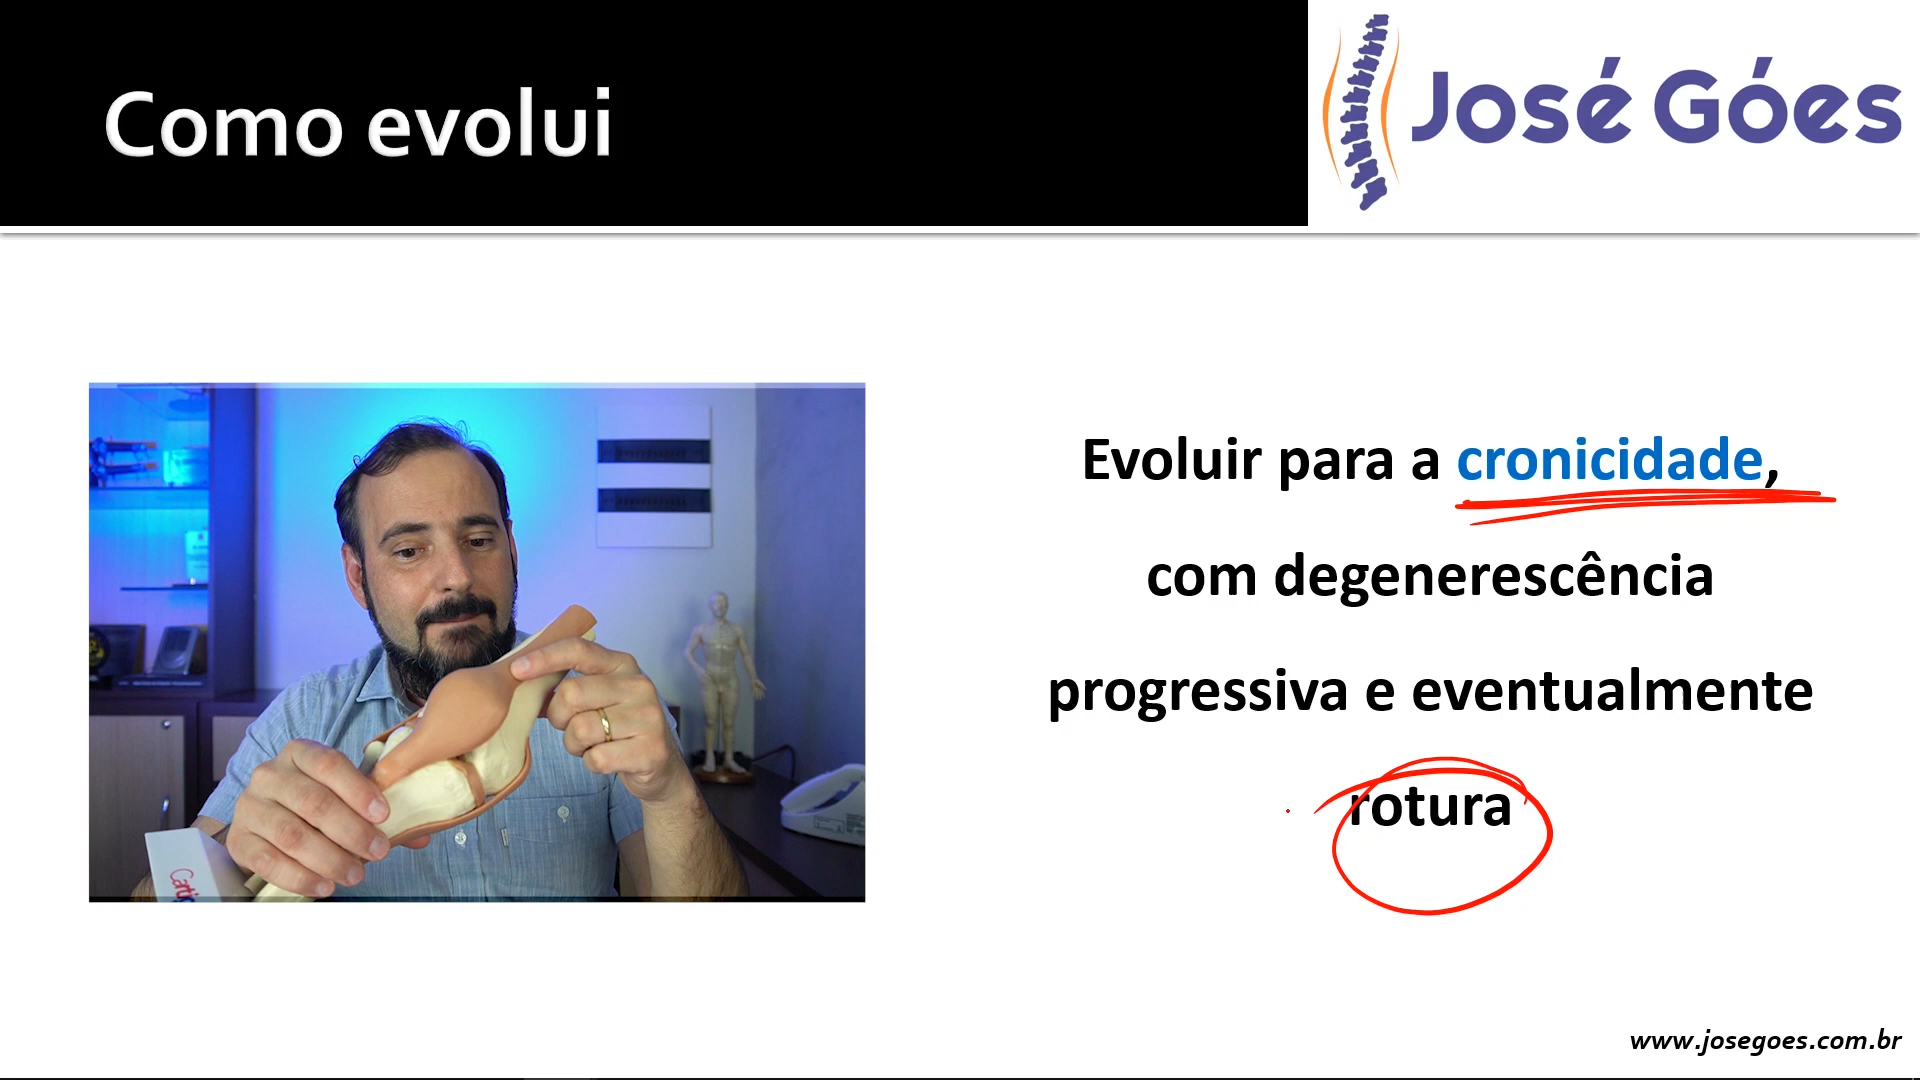 Como evolui
José Góes
Evoluir para a cronicidade,
com degenerescência
progressiva e eventualmente
rotura
www.josegoes.com.br